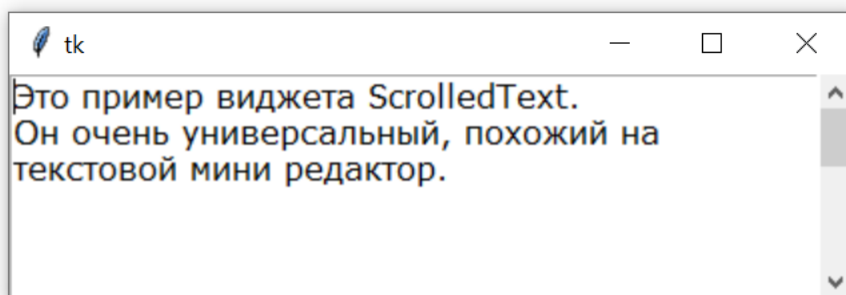 tk
Это пример виджета ScrolledText.
Он очень универсальный, похожий на
текстовой мини редактор.